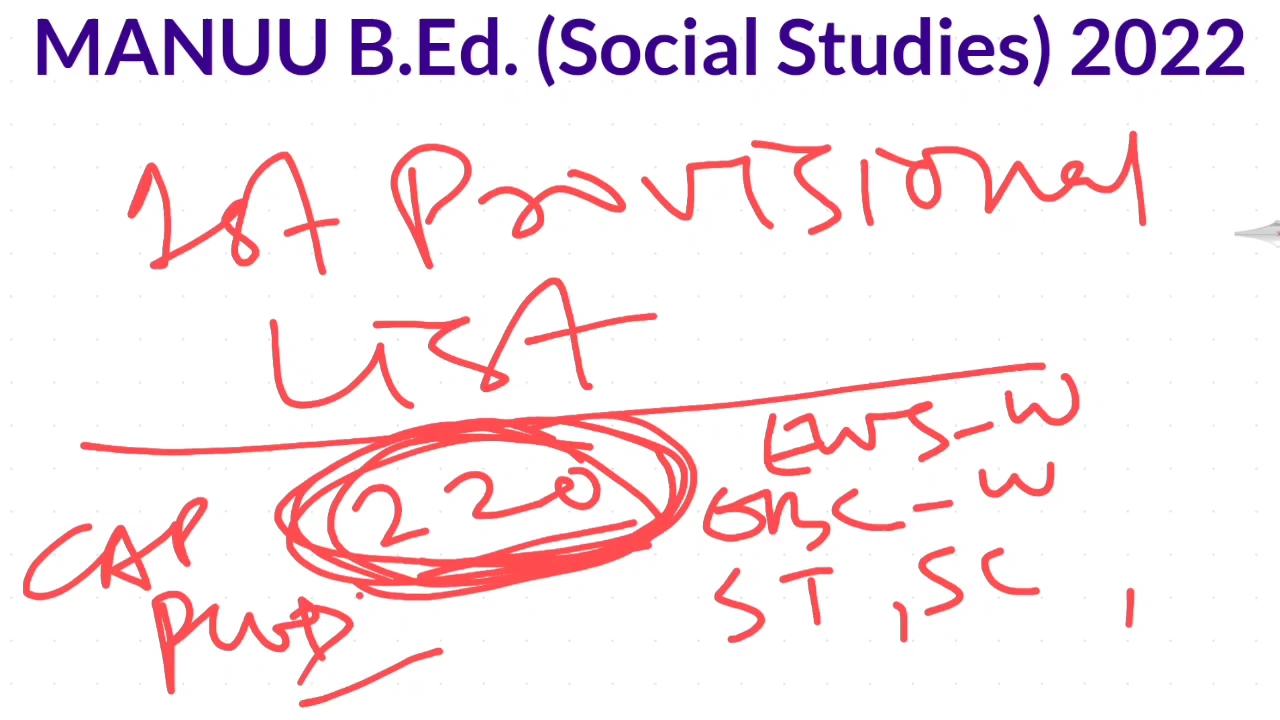 MANUU B.Ed. (Social Studies) 2022
1st Provisional
LIST
220
EWS-W
OBC-W
CAP
ST, SC,
PWD